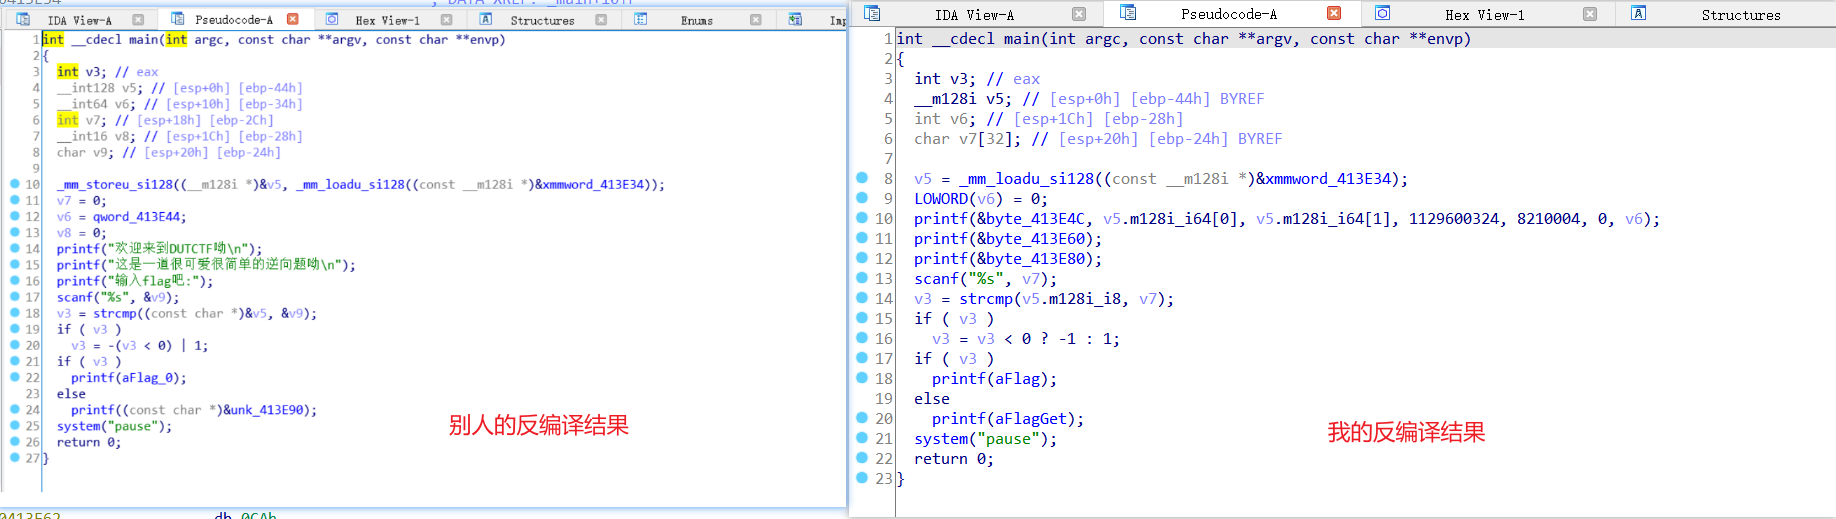 0413E34 ; DATA XREF: _main+10↑r
IDA View-A Pseudocode-A Hex View-1 Structures Enums Im
1 int __cdecl main(int argc, const char **argv, const char **envp)
2 {
3 int v3; // eax
4 __int128 v5; // [esp+0h] [ebp-44h]
5 __int64 v6; // [esp+10h] [ebp-34h]
6 int v7; // [esp+18h] [ebp-2Ch]
7 __int16 v8; // [esp+1Ch] [ebp-28h]
8 char v9; // [esp+20h] [ebp-24h]
9
10 _mm_storeu_si128((__m128i *)&v5, _mm_loadu_si128((const __m128i *)&xmmword_413E34));
11 v7 = 0;
12 v6 = qword_413E44;
13 v8 = 0;
14 printf("欢迎来到DUTCTF呦\n");
15 printf("这是一道很可爱很简单的逆向题呦\n");
16 printf("输入flag吧:");
17 scanf("%s", &v9);
18 v3 = strcmp((const char *)&v5, &v9);
19 if ( v3 )
20 v3 = -(v3 < 0) | 1;
21 if ( v3 )
22 printf(aFlag_0);
23 else
24 printf((const char *)&unk_413E90);
25 system("pause");
26 return 0;
27 }
别人的反编译结果
0413E62 db 0CAh
IDA View-A Pseudocode-A Hex View-1 Structures
1 int __cdecl main(int argc, const char **argv, const char **envp)
2 {
3 int v3; // eax
4 __m128i v5; // [esp+0h] [ebp-44h] BYREF
5 int v6; // [esp+1Ch] [ebp-28h]
6 char v7[32]; // [esp+20h] [ebp-24h] BYREF
7
8 v5 = _mm_loadu_si128((const __m128i *)&xmmword_413E34);
9 LOWORD(v6) = 0;
10 printf(&byte_413E4C, v5.m128i_i64[0], v5.m128i_i64[1], 1129600324, 8210004, 0, v6);
11 printf(&byte_413E60);
12 printf(&byte_413E80);
13 scanf("%s", v7);
14 v3 = strcmp(v5.m128i_i8, v7);
15 if ( v3 )
16 v3 = v3 < 0 ? -1 : 1;
17 if ( v3 )
18 printf(aFlag);
19 else
20 printf(aFlagGet);
21 system("pause");
22 return 0;
23 }
我的反编译结果